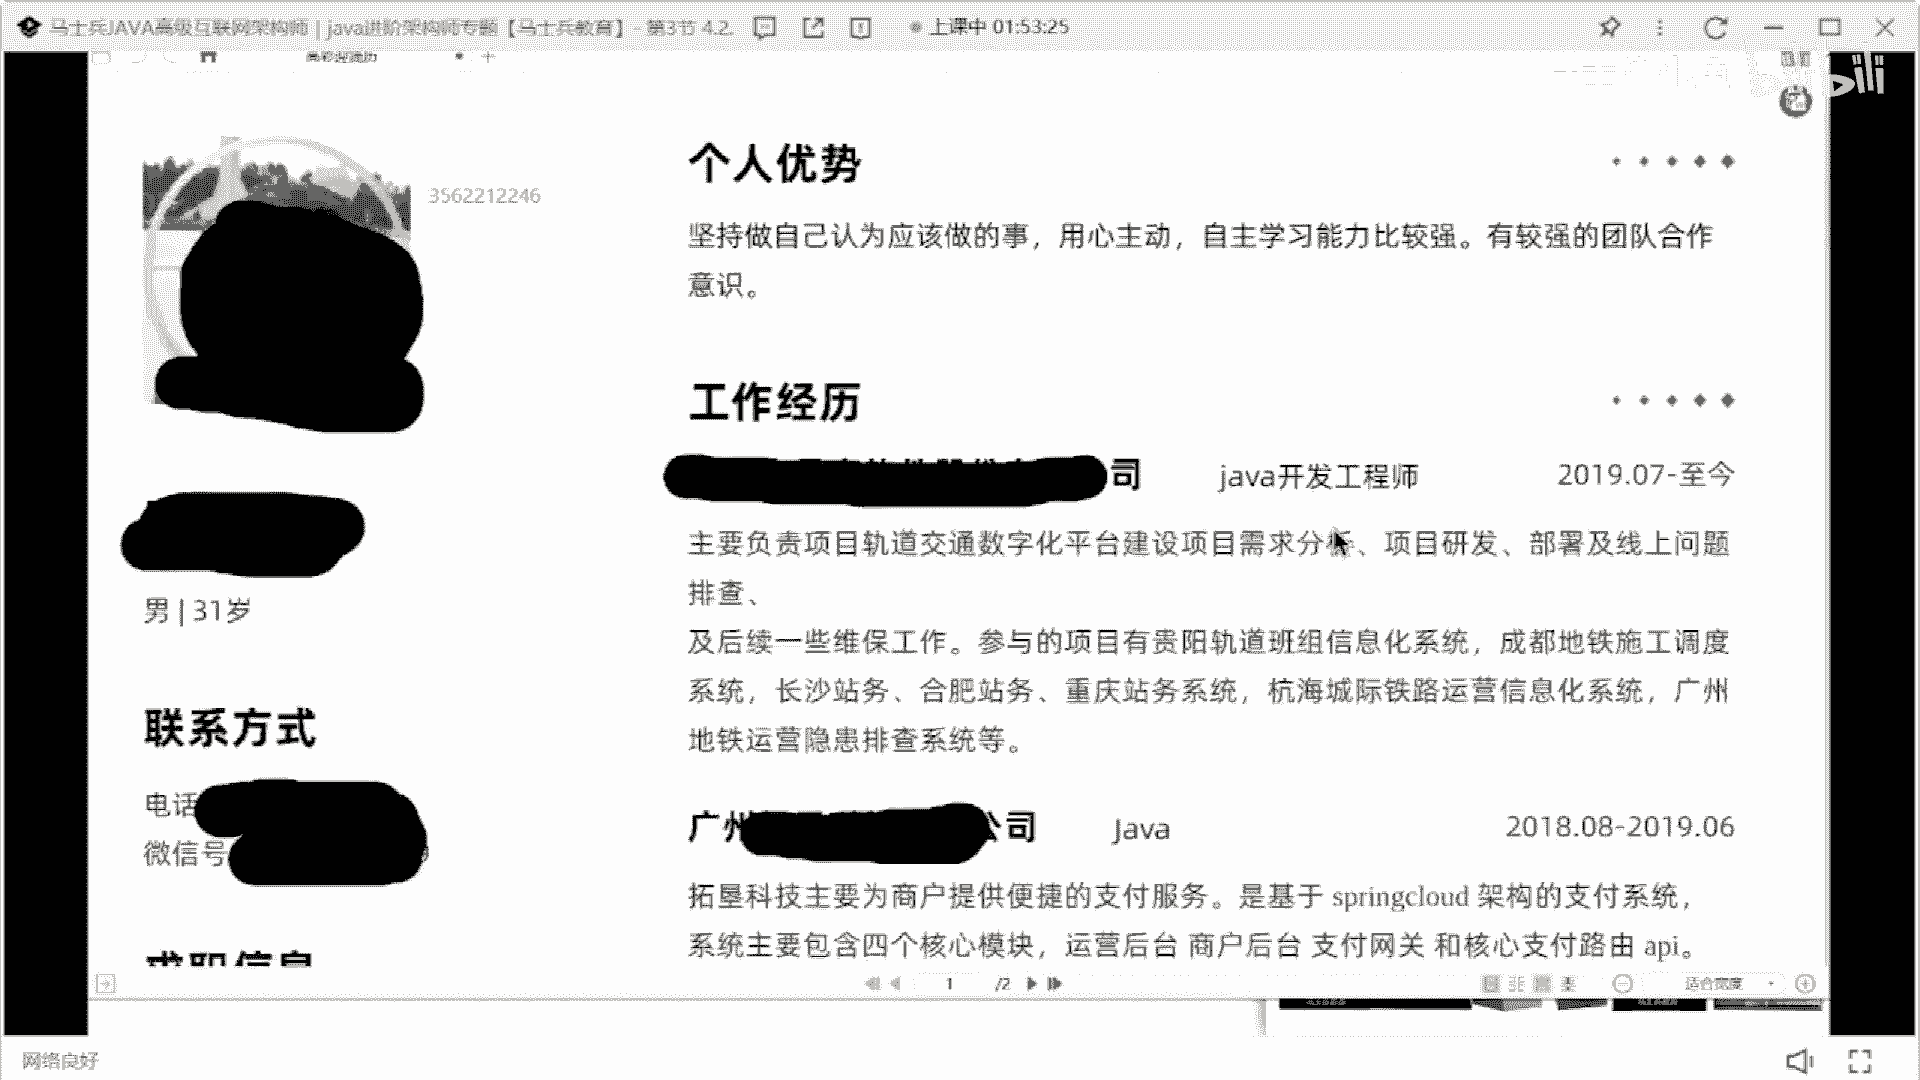 马士兵JAVA高级互联网架构师 | java进阶架构师专题【马士兵教育】- 第3节 4.2.
上课中 01:53:25
3562212246
男 | 31岁
联系方式
电话
微信号
求职信息
个人优势
坚持做自己认为应该做的事，用心主动，自主学习能力比较强。有较强的团队合作
意识。
工作经历
司 java开发工程师 2019.07-至今
主要负责项目轨道交通数字化平台建设项目需求分析、项目研发、部署及线上问题
排查、
及后续一些维保工作。参与的项目有贵阳轨道班组信息化系统，成都地铁施工调度
系统，长沙站务、合肥站务、重庆站务系统，杭海城际铁路运营信息化系统，广州
地铁运营隐患排查系统等。
广州 公司 Java 2018.08-2019.06
拓垦科技主要为商户提供便捷的支付服务。是基于 springcloud 架构的支付系统，
系统主要包含四个核心模块，运营后台 商户后台 支付网关 和核心支付路由 api。
1 /2
适合宽度
网络良好